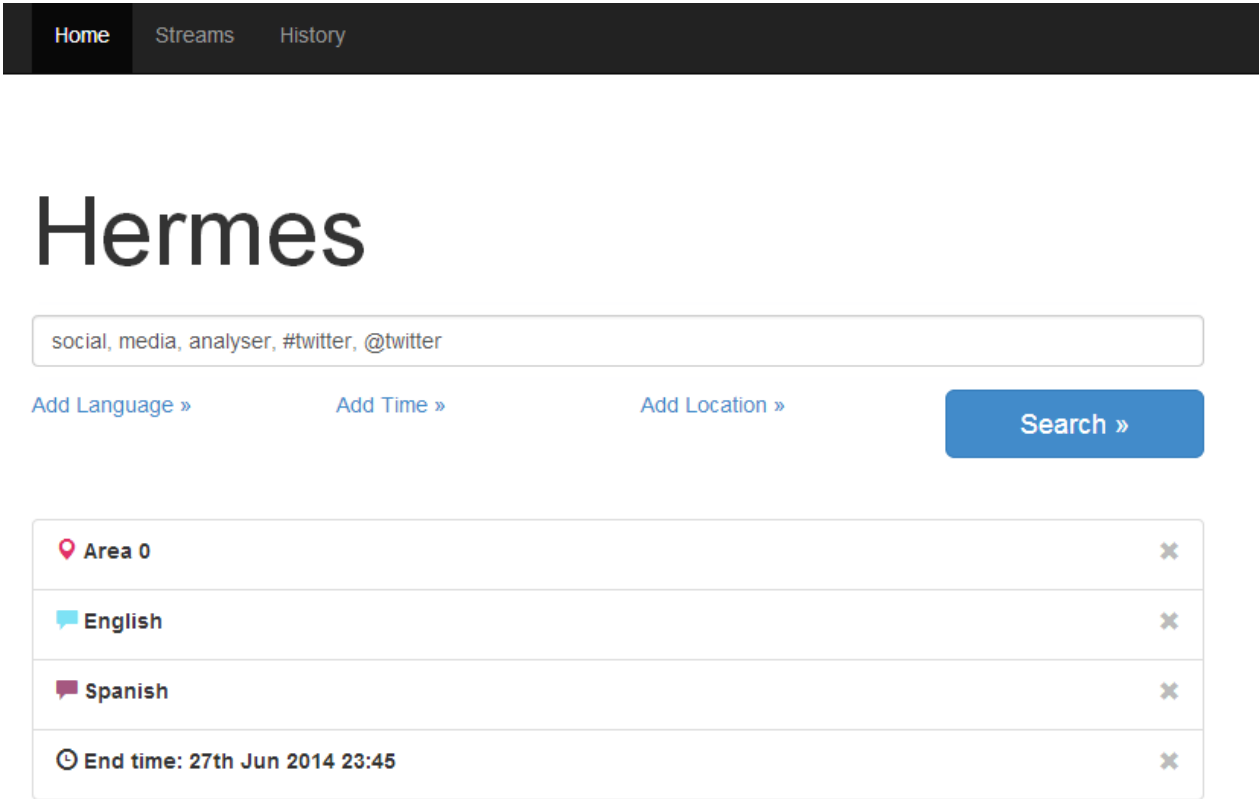 Home Streams History
Hermes
social, media, analyser, #twitter, @twitter
Add Language » Add Time » Add Location » Search »
Area 0
English
Spanish
End time: 27th Jun 2014 23:45